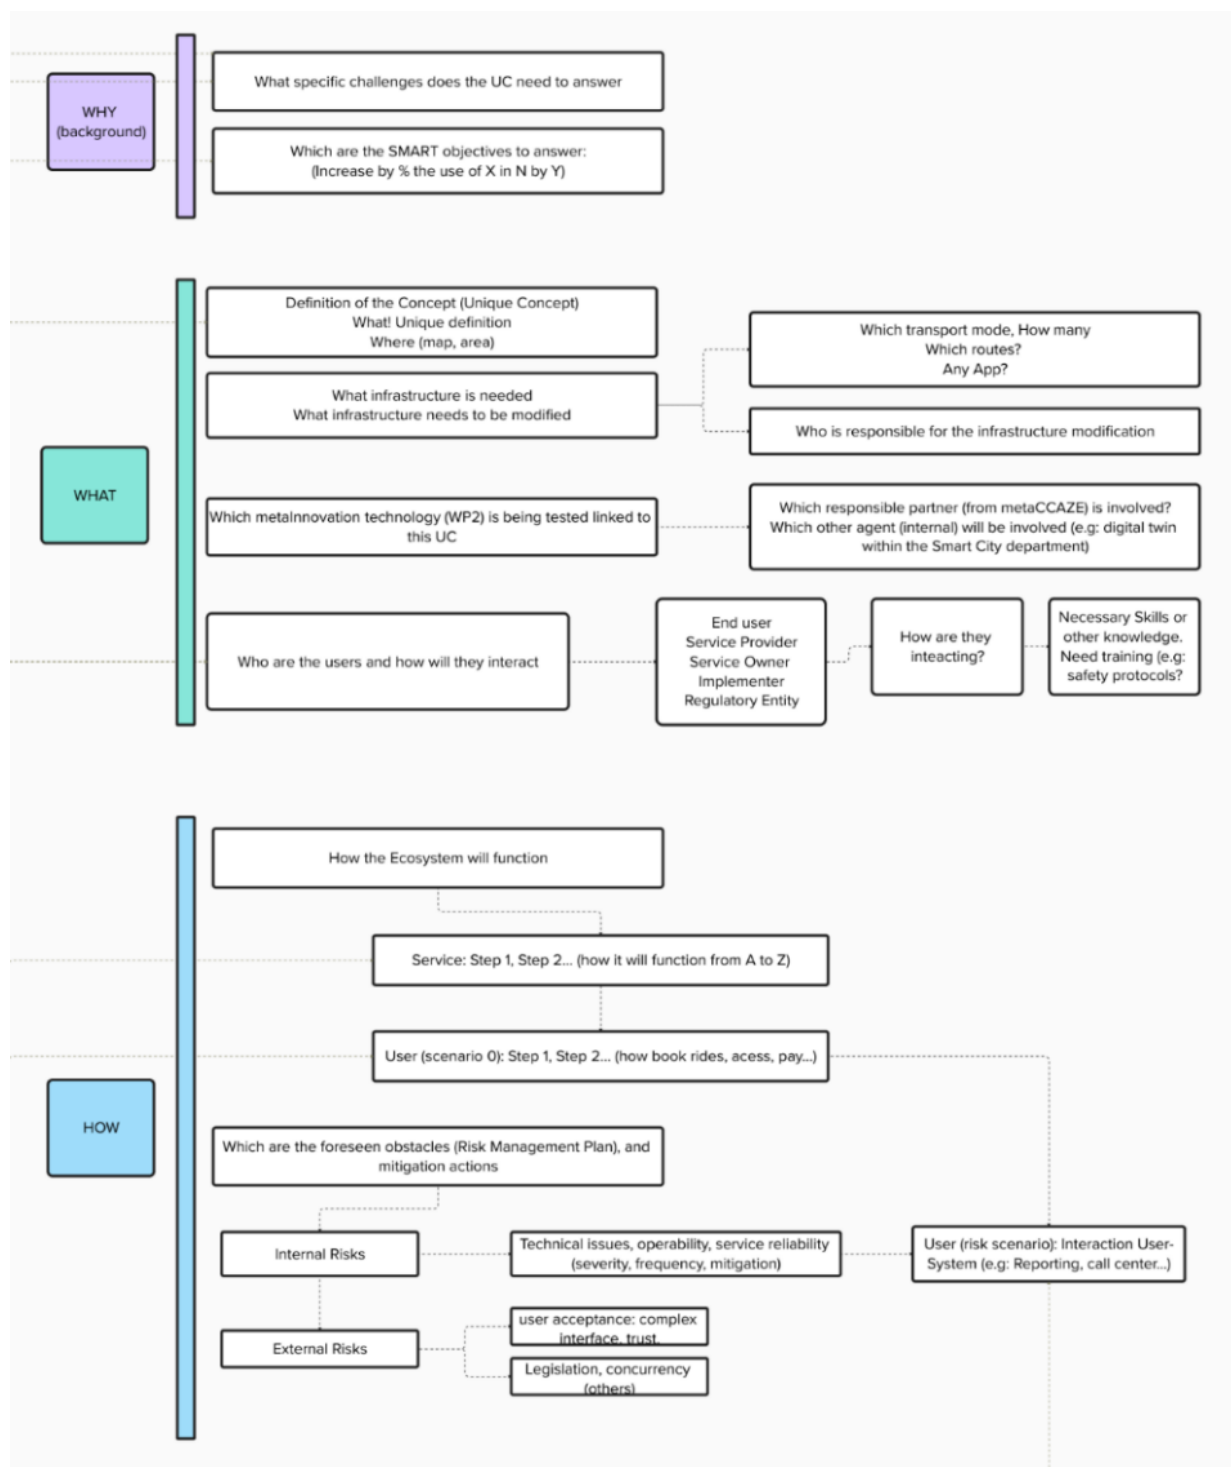 What specific challenges does the UC need to answer
WHY
(background)
Which are the SMART objectives to answer:
(Increase by % the use of X in N by Y)
Definition of the Concept (Unique Concept)
What! Unique definition
Where (map, area)
Which transport mode, How many
Which routes?
Any App?
What infrastructure is needed
What infrastructure needs to be modified
Who is responsible for the infrastructure modification
WHAT
Which metaInnovation technology (WP2) is being tested linked to
this UC
Which responsible partner (from metaCCAZE) is involved?
Which other agent (internal) will be involved (e.g: digital twin
within the Smart City department)
Who are the users and how will they interact
End user
Service Provider
Service Owner
Implementer
Regulatory Entity
How are they
inteacting?
Necessary Skills or
other knowledge.
Need training (e.g:
safety protocols?
How the Ecosystem will function
Service: Step 1, Step 2... (how it will function from A to Z)
User (scenario 0): Step 1, Step 2... (how book rides, acess, pay...)
HOW
Which are the foreseen obstacles (Risk Management Plan), and
mitigation actions
Internal Risks
Technical issues, operability, service reliability
(severity, frequency, mitigation)
User (risk scenario): Interaction User-
System (e.g: Reporting, call center...)
External Risks
user acceptance: complex
interface, trust.
Legislation, concurrency
(others)